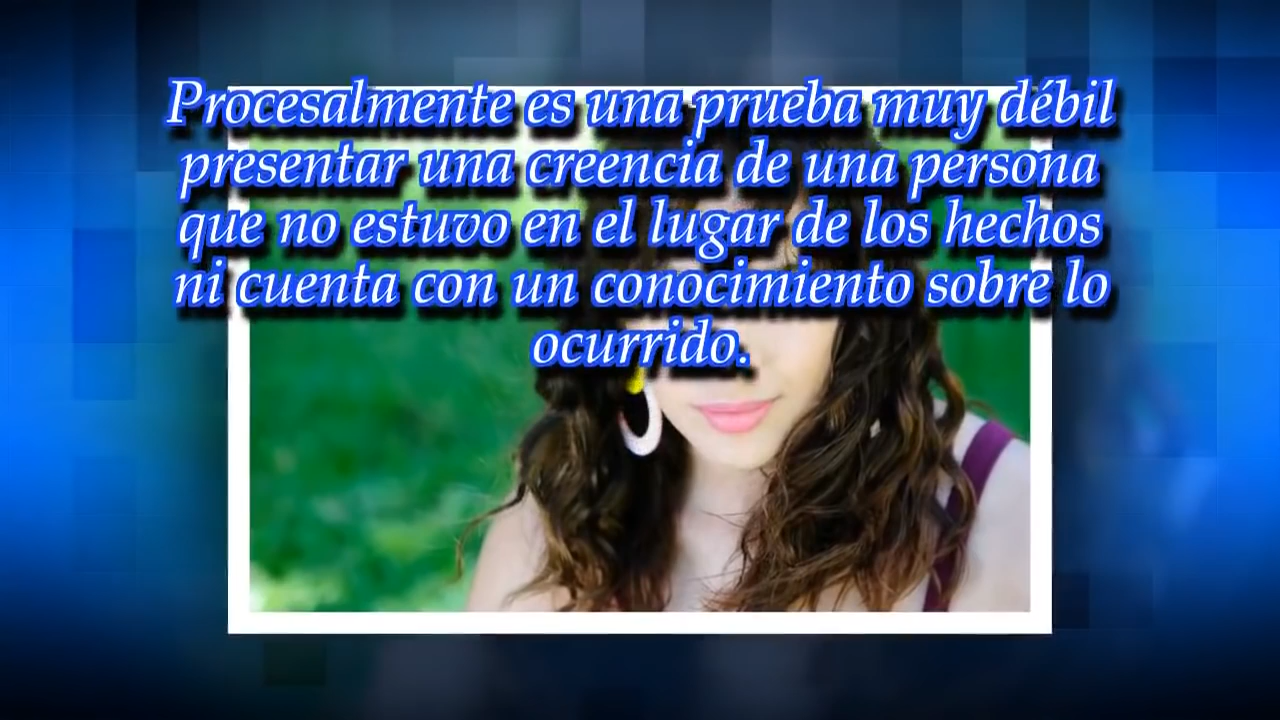 Procesalmente es una prueba muy débil
presentar una creencia de una persona
que no estuvo en el lugar de los hechos
ni cuenta con un conocimiento sobre lo
ocurrido.